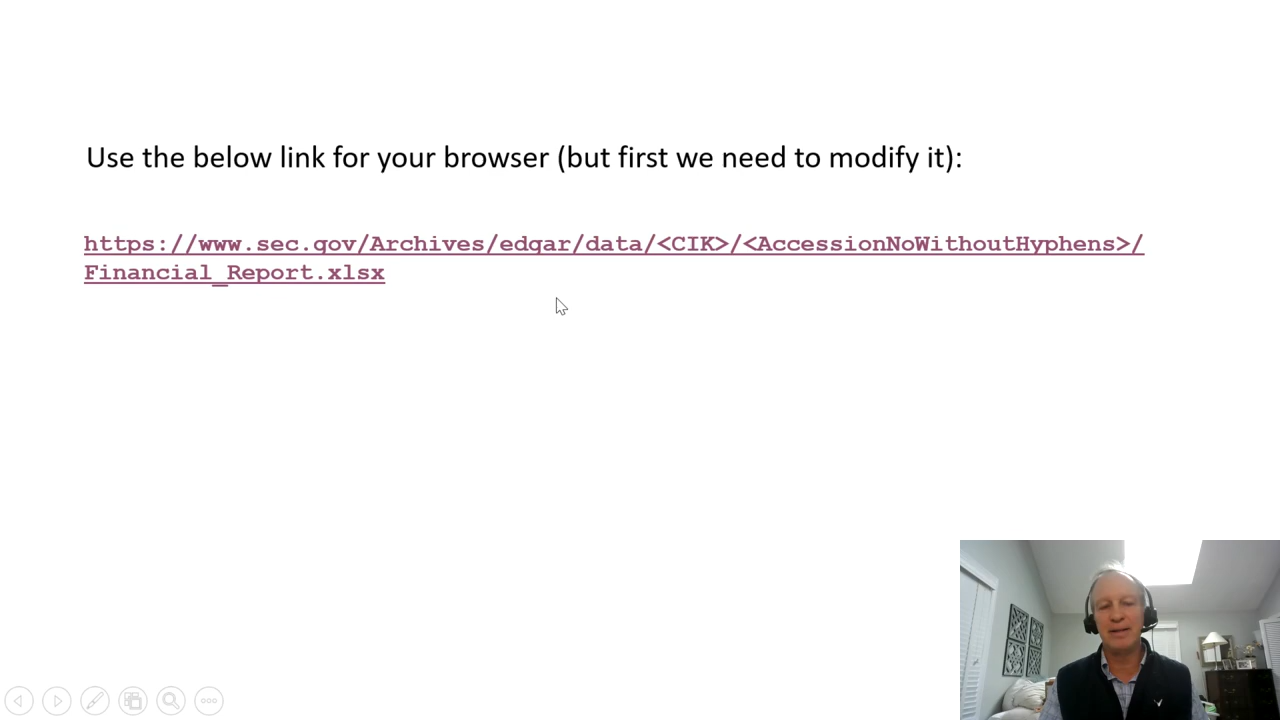 Use the below link for your browser (but first we need to modify it):
https://www.sec.gov/Archives/edgar/data/<CIK>/<AccessionNoWithoutHyphens>/
Financial_Report.xlsx